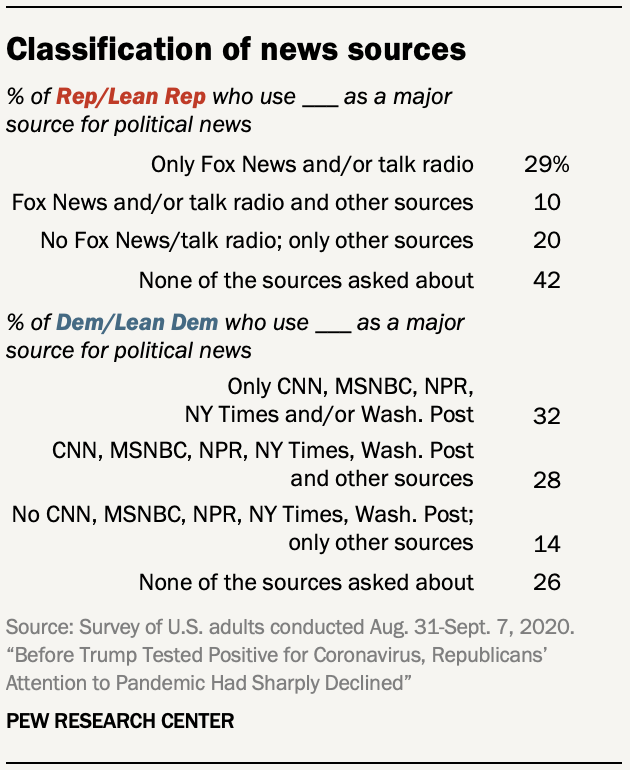 Classification of news sources
% of Rep/Lean Rep who use ___ as a major
source for political news
Only Fox News and/or talk radio 29%
Fox News and/or talk radio and other sources 10
No Fox News/talk radio; only other sources 20
None of the sources asked about 42
% of Dem/Lean Dem who use ___ as a major
source for political news
Only CNN, MSNBC, NPR,
NY Times and/or Wash. Post 32
CNN, MSNBC, NPR, NY Times, Wash. Post
and other sources 28
No CNN, MSNBC, NPR, NY Times, Wash. Post;
only other sources 14
None of the sources asked about 26
Source: Survey of U.S. adults conducted Aug. 31-Sept. 7, 2020.
“Before Trump Tested Positive for Coronavirus, Republicans’
Attention to Pandemic Had Sharply Declined”
PEW RESEARCH CENTER